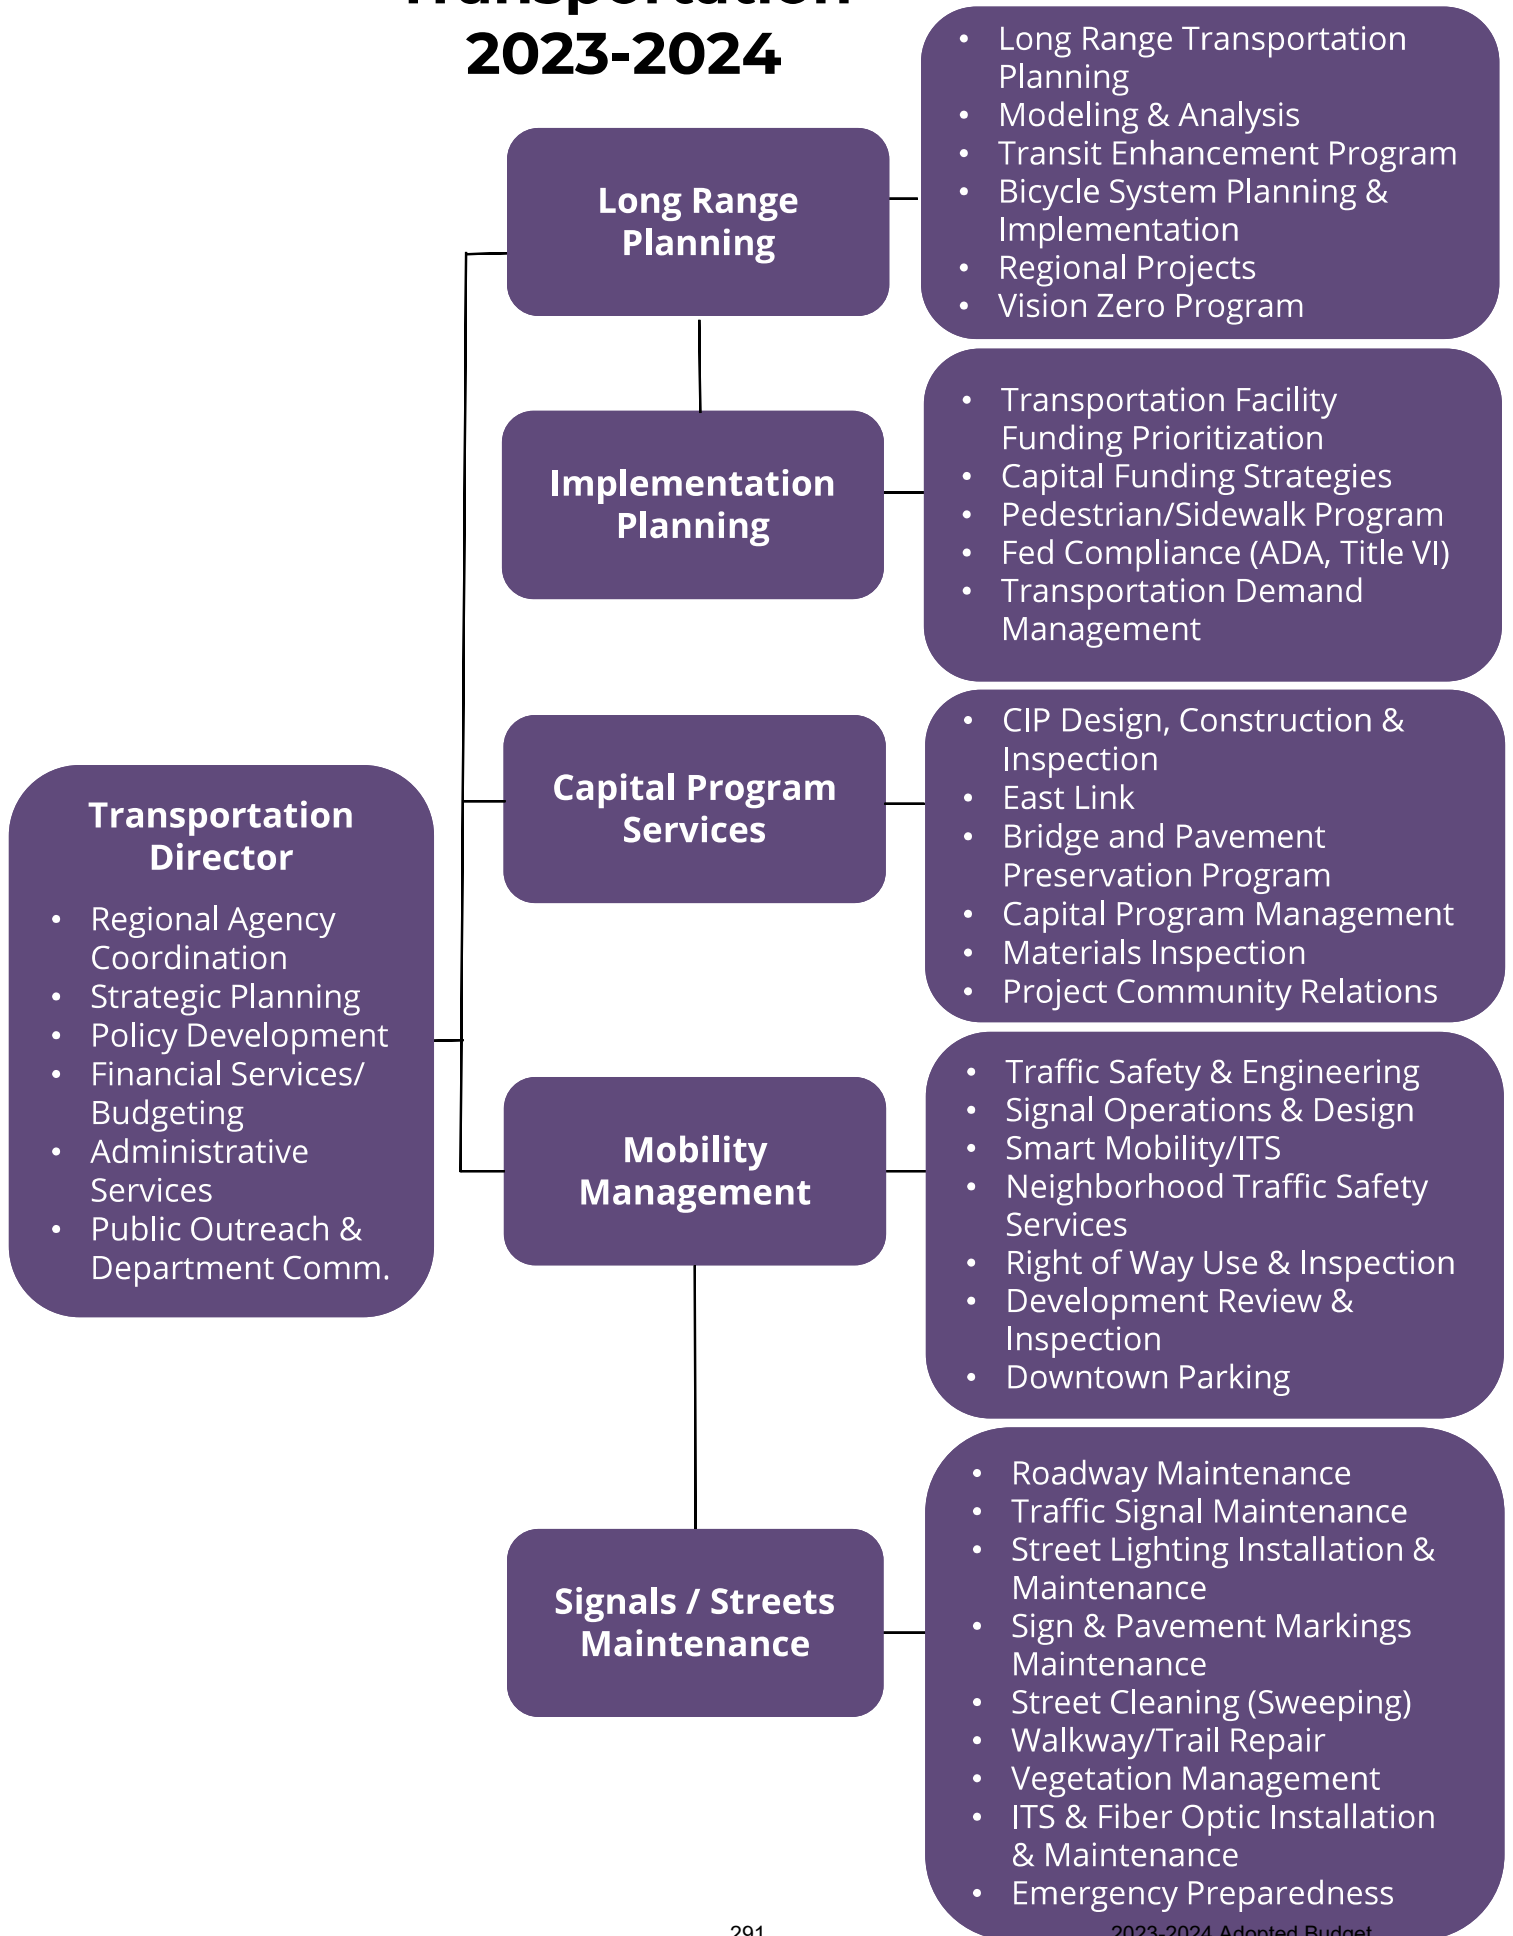 Transportation
2023-2024
Long Range
Planning
• Long Range Transportation
Planning
• Modeling & Analysis
• Transit Enhancement Program
• Bicycle System Planning &
Implementation
• Regional Projects
• Vision Zero Program
Implementation
Planning
• Transportation Facility
Funding Prioritization
• Capital Funding Strategies
• Pedestrian/Sidewalk Program
• Fed Compliance (ADA, Title VI)
• Transportation Demand
Management
Capital Program
Services
• CIP Design, Construction &
Inspection
• East Link
• Bridge and Pavement
Preservation Program
• Capital Program Management
• Materials Inspection
• Project Community Relations
Transportation
Director
• Regional Agency
Coordination
• Strategic Planning
• Policy Development
• Financial Services/
Budgeting
• Administrative
Services
• Public Outreach &
Department Comm.
Mobility
Management
• Traffic Safety & Engineering
• Signal Operations & Design
• Smart Mobility/ITS
• Neighborhood Traffic Safety
Services
• Right of Way Use & Inspection
• Development Review &
Inspection
• Downtown Parking
Signals / Streets
Maintenance
• Roadway Maintenance
• Traffic Signal Maintenance
• Street Lighting Installation &
Maintenance
• Sign & Pavement Markings
Maintenance
• Street Cleaning (Sweeping)
• Walkway/Trail Repair
• Vegetation Management
• ITS & Fiber Optic Installation
& Maintenance
• Emergency Preparedness
291
2023-2024 Adopted Budget